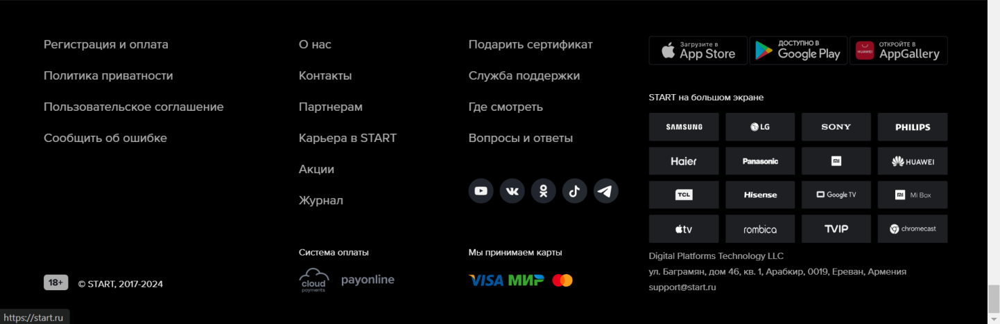 Регистрация и оплата
Политика приватности
Пользовательское соглашение
Сообщить об ошибке
О нас
Контакты
Партнерам
Карьера в START
Акции
Журнал
Подарить сертификат
Служба поддержки
Где смотреть
Вопросы и ответы
Загрузите в
App Store
ДОСТУПНО В
Google Play
HUAWEI
ОТКРОЙТЕ В
AppGallery
START на большом экране
SAMSUNG
LG
SONY
PHILIPS
Haier
Panasonic
mi
HUAWEI
TCL
Hisense
Google TV
mi Mi Box
tv
rombica
TVIP
chromecast
Система оплаты
cloud
payments
payonline
Мы принимаем карты
VISA МИР
Digital Platforms Technology LLC
ул. Баграмян, дом 46, кв. 1, Арабкир, 0019, Ереван, Армения
support@start.ru
18+ © START, 2017-2024
https://start.ru